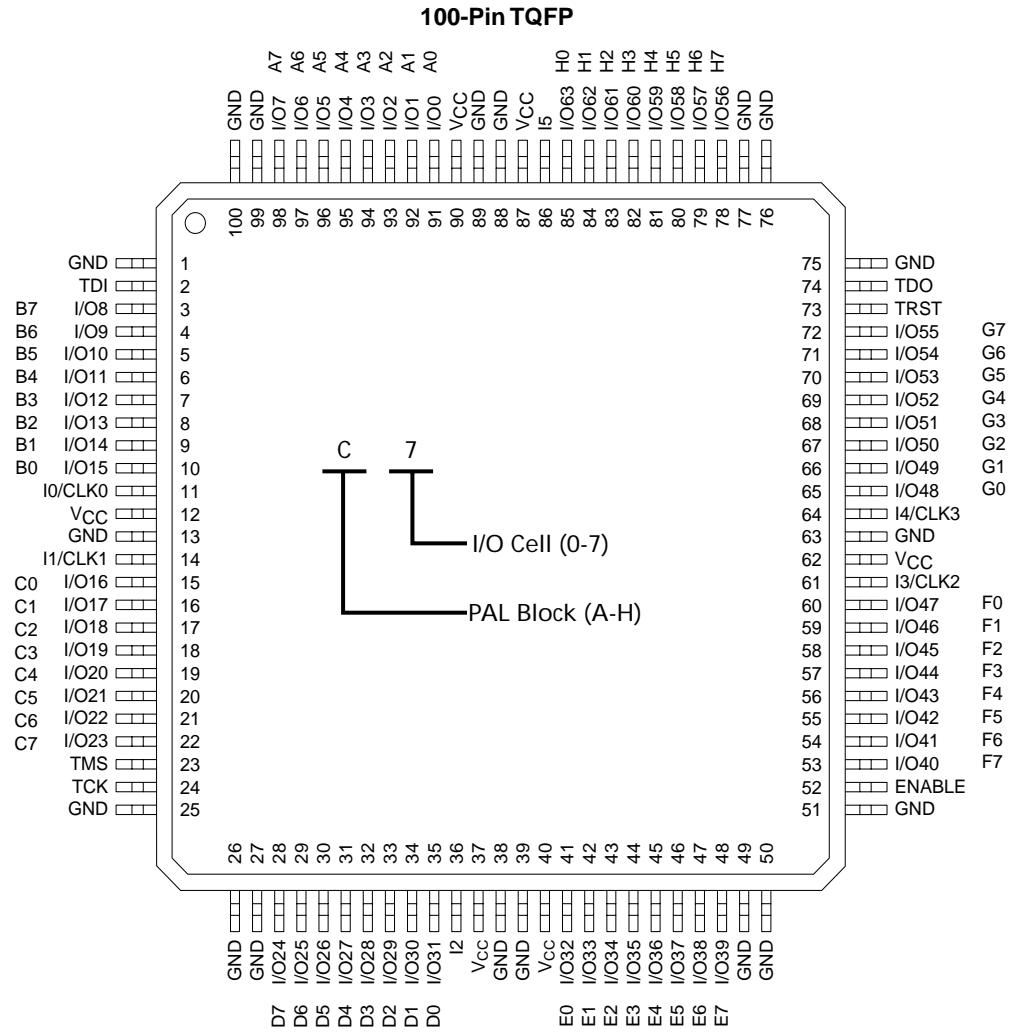 100-Pin TQFP
A7 A6 A5 A4 A3 A2 A1 A0 H0 H1 H2 H3 H4 H5 H6 H7
GND GND I/O7 I/O6 I/O5 I/O4 I/O3 I/O2 I/O1 I/O0 VCC GND GND VCC I5 I/O63 I/O62 I/O61 I/O60 I/O59 I/O58 I/O57 I/O56 GND GND
100 99 98 97 96 95 94 93 92 91 90 89 88 87 86 85 84 83 82 81 80 79 78 77 76
GND 1 75 GND
TDI 2 74 TDO
B7 I/O8 3 73 TRST
B6 I/O9 4 72 I/O55 G7
B5 I/O10 5 71 I/O54 G6
B4 I/O11 6 70 I/O53 G5
B3 I/O12 7 69 I/O52 G4
B2 I/O13 8 68 I/O51 G3
B1 I/O14 9 67 I/O50 G2
B0 I/O15 10 66 I/O49 G1
I0/CLK0 11 65 I/O48 G0
VCC 12 64 I4/CLK3
GND 13 63 GND
I1/CLK1 14 62 VCC
C0 I/O16 15 61 I3/CLK2
C1 I/O17 16 60 I/O47 F0
C2 I/O18 17 59 I/O46 F1
C3 I/O19 18 58 I/O45 F2
C4 I/O20 19 57 I/O44 F3
C5 I/O21 20 56 I/O43 F4
C6 I/O22 21 55 I/O42 F5
C7 I/O23 22 54 I/O41 F6
TMS 23 53 I/O40 F7
TCK 24 52 ENABLE
GND 25 51 GND
C 7
I/O Cell (0-7)
PAL Block (A-H)
26 27 28 29 30 31 32 33 34 35 36 37 38 39 40 41 42 43 44 45 46 47 48 49 50
GND GND I/O24 I/O25 I/O26 I/O27 I/O28 I/O29 I/O30 I/O31 I2 VCC GND GND VCC I/O32 I/O33 I/O34 I/O35 I/O36 I/O37 I/O38 I/O39 GND GND
D7 D6 D5 D4 D3 D2 D1 D0 E0 E1 E2 E3 E4 E5 E6 E7